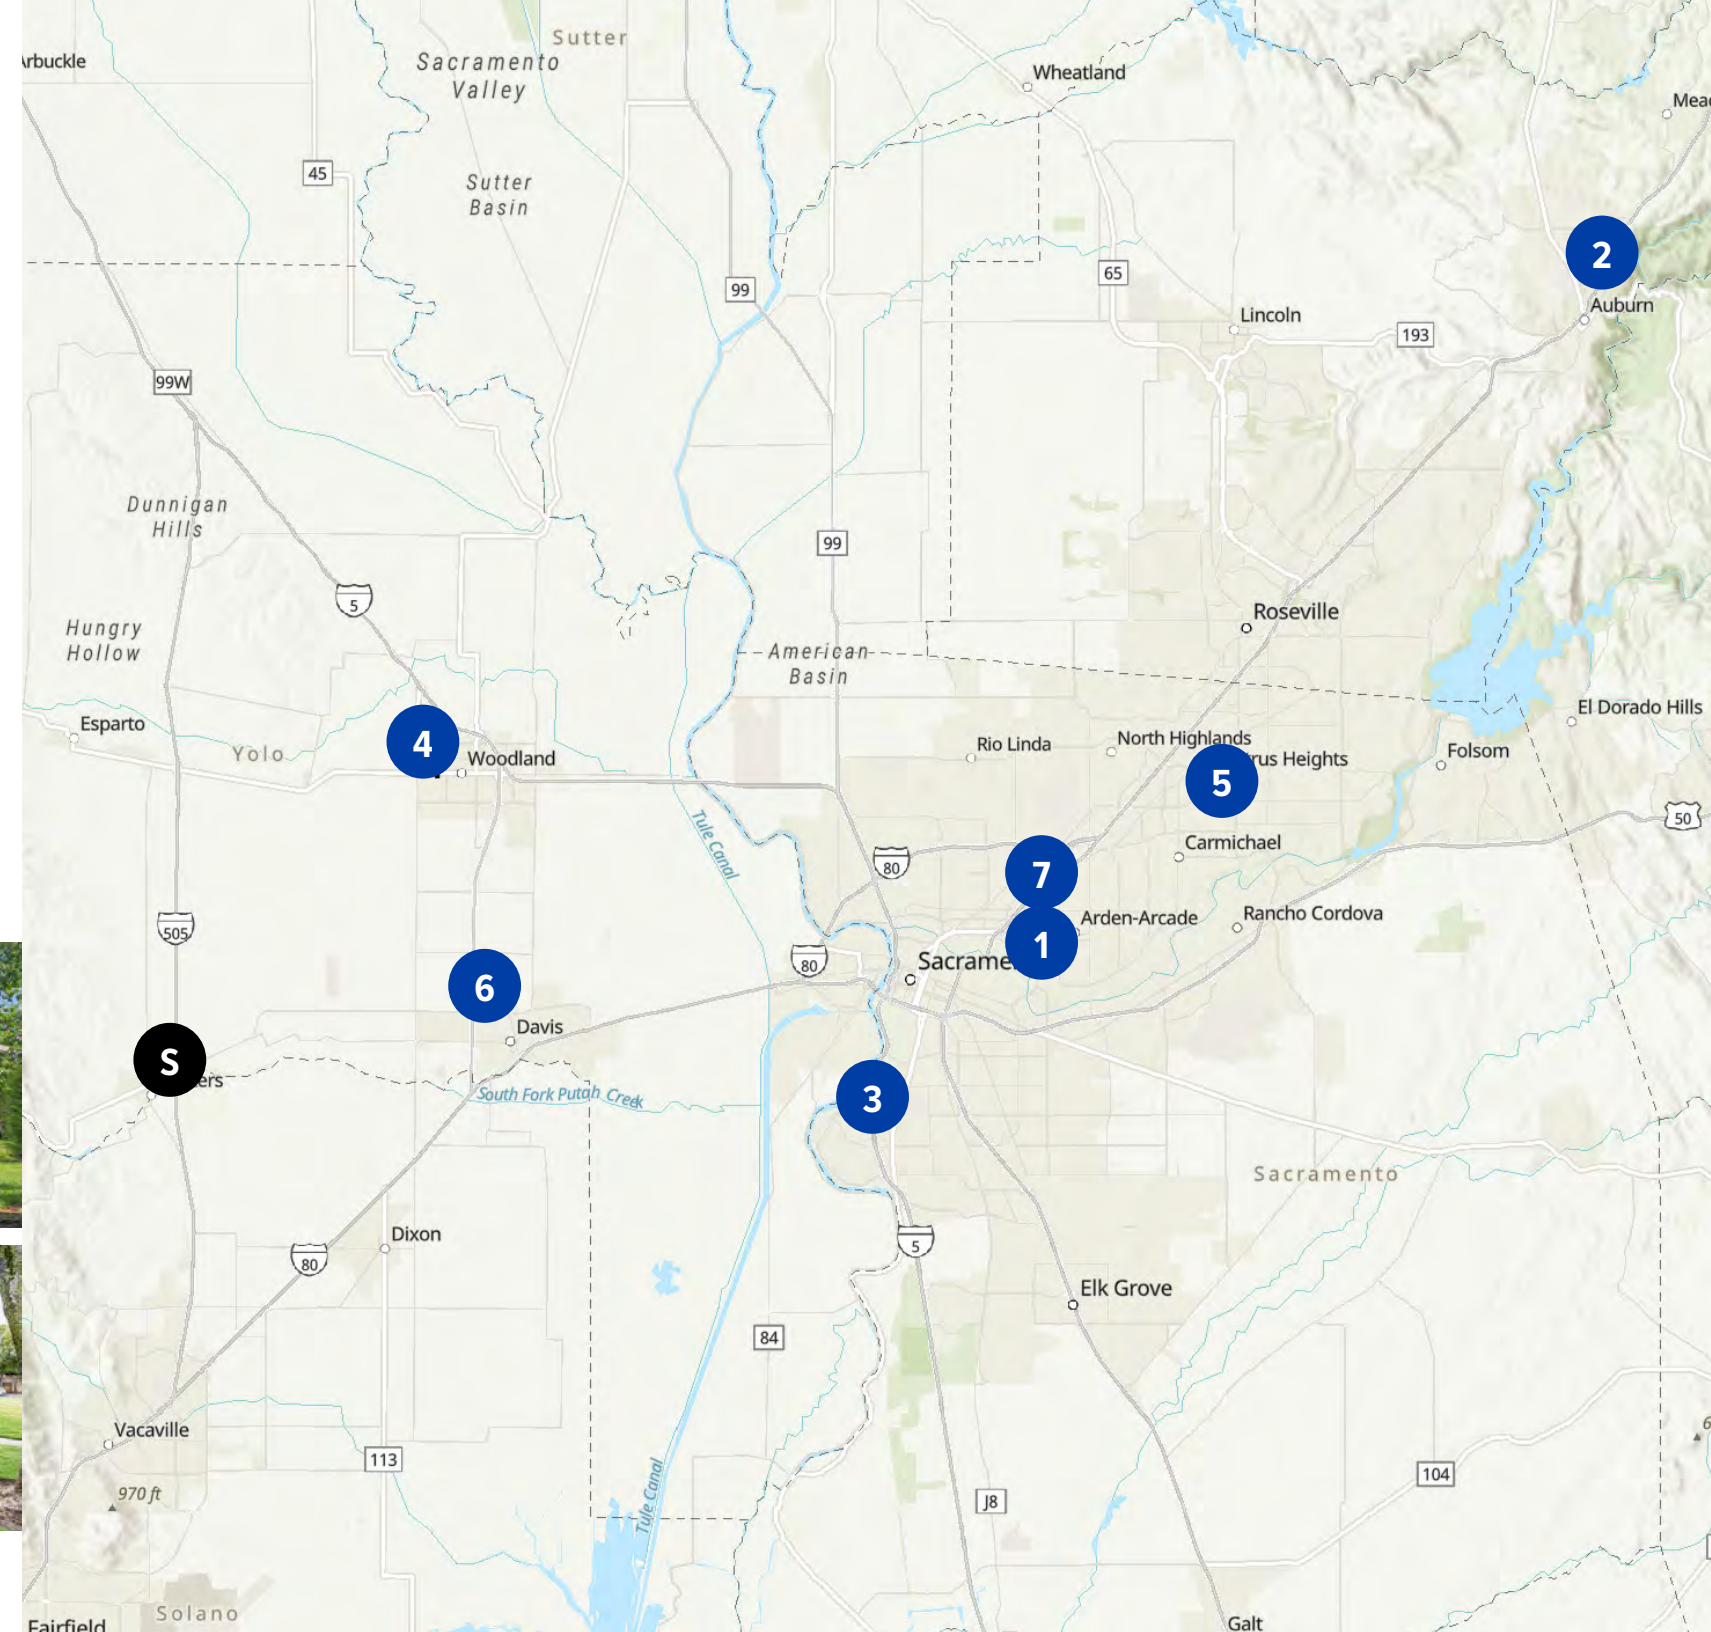 Sutter
Arbuckle
Sacramento
Valley
Wheatland
Mead
45
Sutter
Basin
2
65
99
Auburn
Lincoln
193
99W
Dunnigan
Hills
99
5
Roseville
Hungry
Hollow
American
Basin
El Dorado Hills
Esparto
4
North Highlands
Rio Linda
Folsom
Yolo
Woodland
rus Heights
5
50
Tule Canal
Carmichael
80
7
Rancho Cordova
Arden-Arcade
505
1
80
Sacrame
6
Davis
S
ers
South Fork Putah Creek
3
Sacramento
Dixon
5
80
Elk Grove
84
6
Vacaville
113
104
970 ft
Tule Canal
J8
Solano
Fairfield
Galt